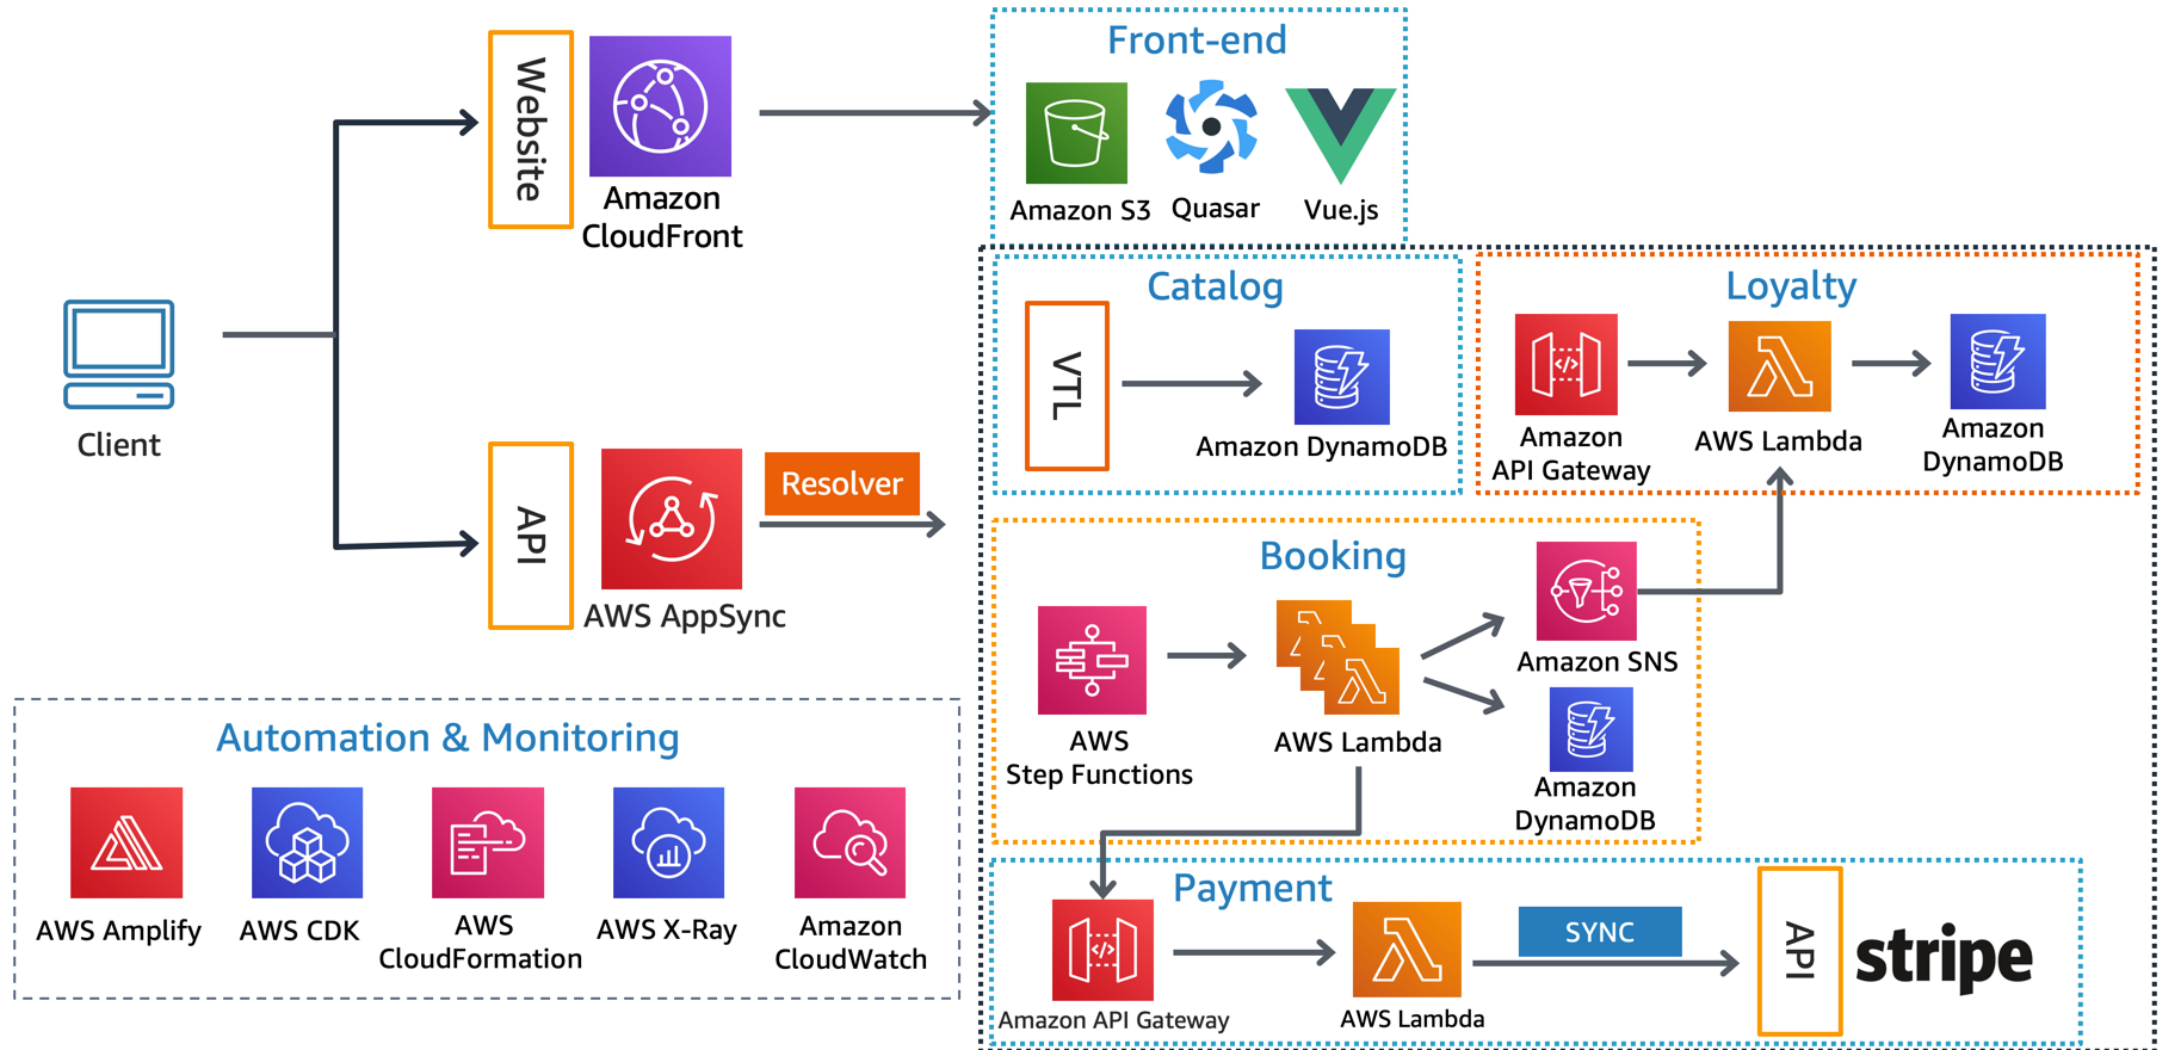 Website
Amazon
CloudFront
Front-end
Amazon S3
Quasar
Vue.js
Client
API
AWS AppSync
Resolver
Catalog
VTL
Amazon DynamoDB
Loyalty
Amazon
API Gateway
AWS Lambda
Amazon
DynamoDB
Booking
AWS
Step Functions
AWS Lambda
Amazon SNS
Amazon
DynamoDB
Automation & Monitoring
AWS Amplify
AWS CDK
AWS
CloudFormation
AWS X-Ray
Amazon
CloudWatch
Payment
Amazon API Gateway
AWS Lambda
SYNC
API
stripe